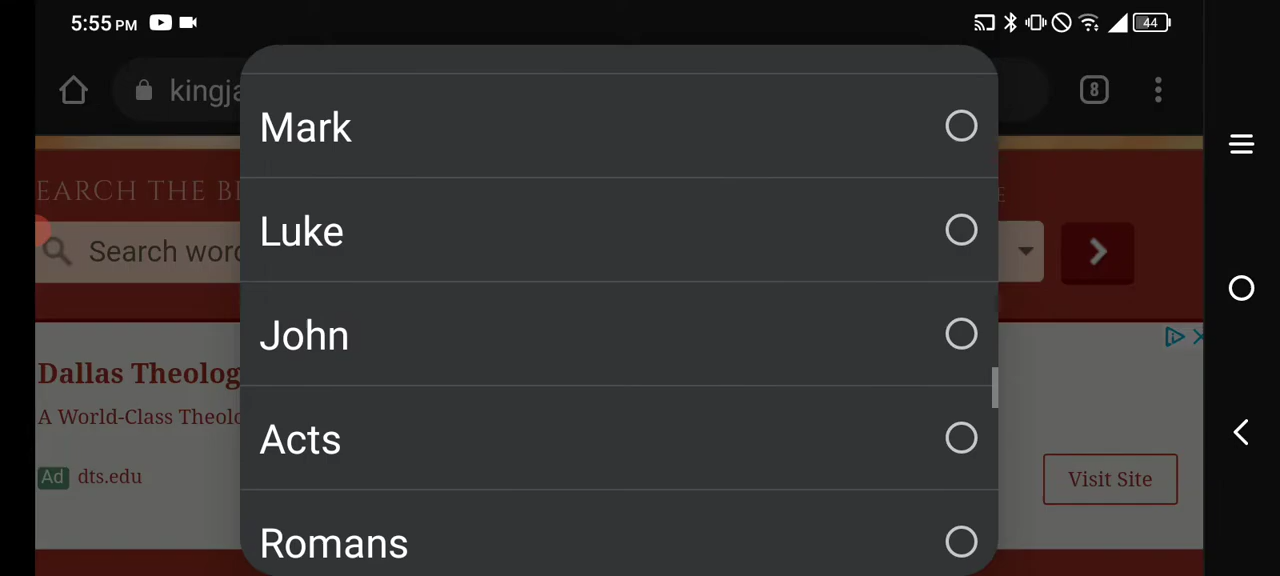 5:55 PM
44
kingja
8
Mark
EARCH THE B
Luke
Search word
John
Dallas Theolog
A World-Class Theolo
Acts
Ad dts.edu
Visit Site
Romans